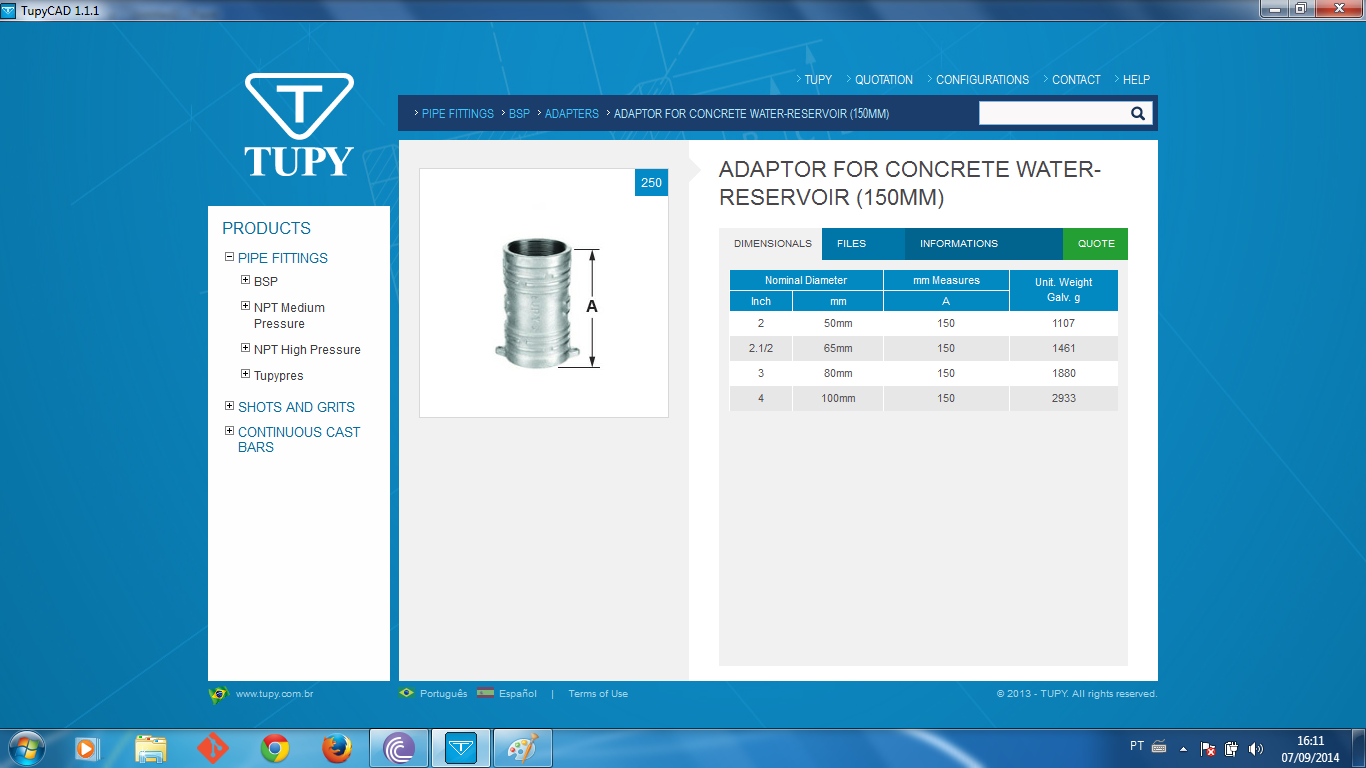 TupyCAD 1.1.1
TUPY QUOTATION CONFIGURATIONS CONTACT HELP
T
TUPY
PIPE FITTINGS BSP ADAPTERS ADAPTOR FOR CONCRETE WATER-RESERVOIR (150MM)
PRODUCTS
PIPE FITTINGS
BSP
NPT Medium
Pressure
NPT High Pressure
Tupypres
SHOTS AND GRITS
CONTINUOUS CAST
BARS
250
A
ADAPTOR FOR CONCRETE WATER-
RESERVOIR (150MM)
DIMENSIONALS FILES INFORMATIONS QUOTE
Nominal Diameter mm Measures Unit. Weight
Galv. g
Inch mm A
2 50mm 150 1107
2.1/2 65mm 150 1461
3 80mm 150 1880
4 100mm 150 2933
www.tupy.com.br Português Español | Terms of Use © 2013 - TUPY. All rights reserved.
PT 16:11
07/09/2014